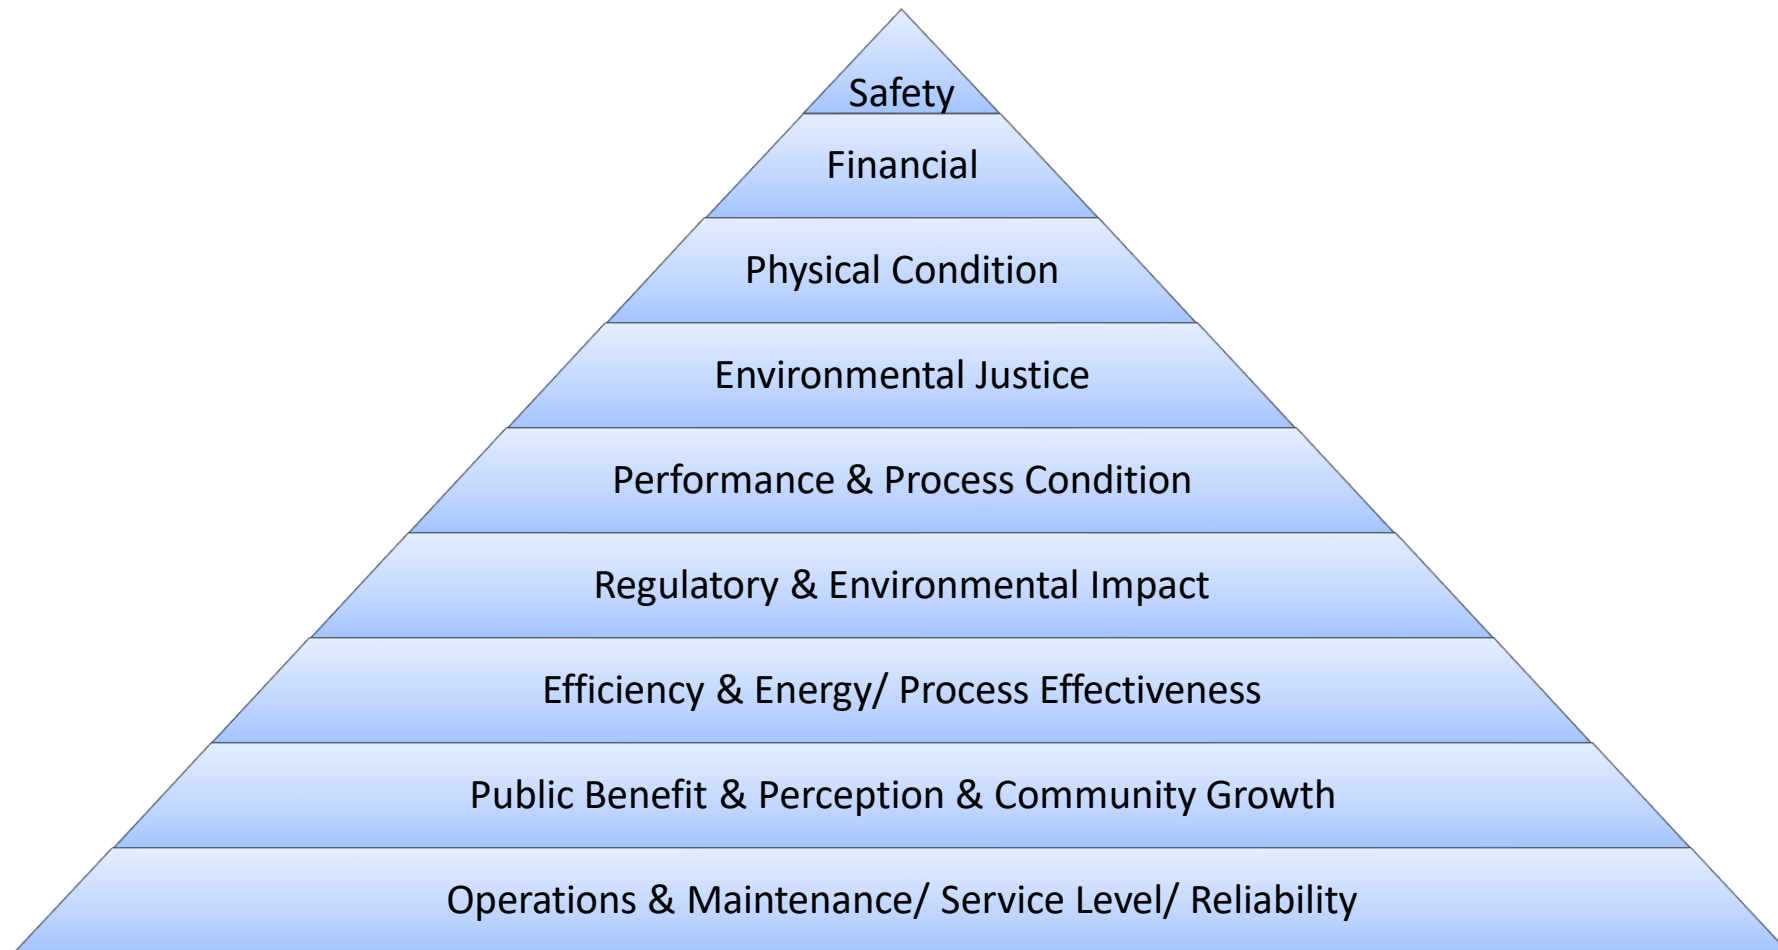 Safety
Financial
Physical Condition
Environmental Justice
Performance & Process Condition
Regulatory & Environmental Impact
Efficiency & Energy/ Process Effectiveness
Public Benefit & Perception & Community Growth
Operations & Maintenance/ Service Level/ Reliability